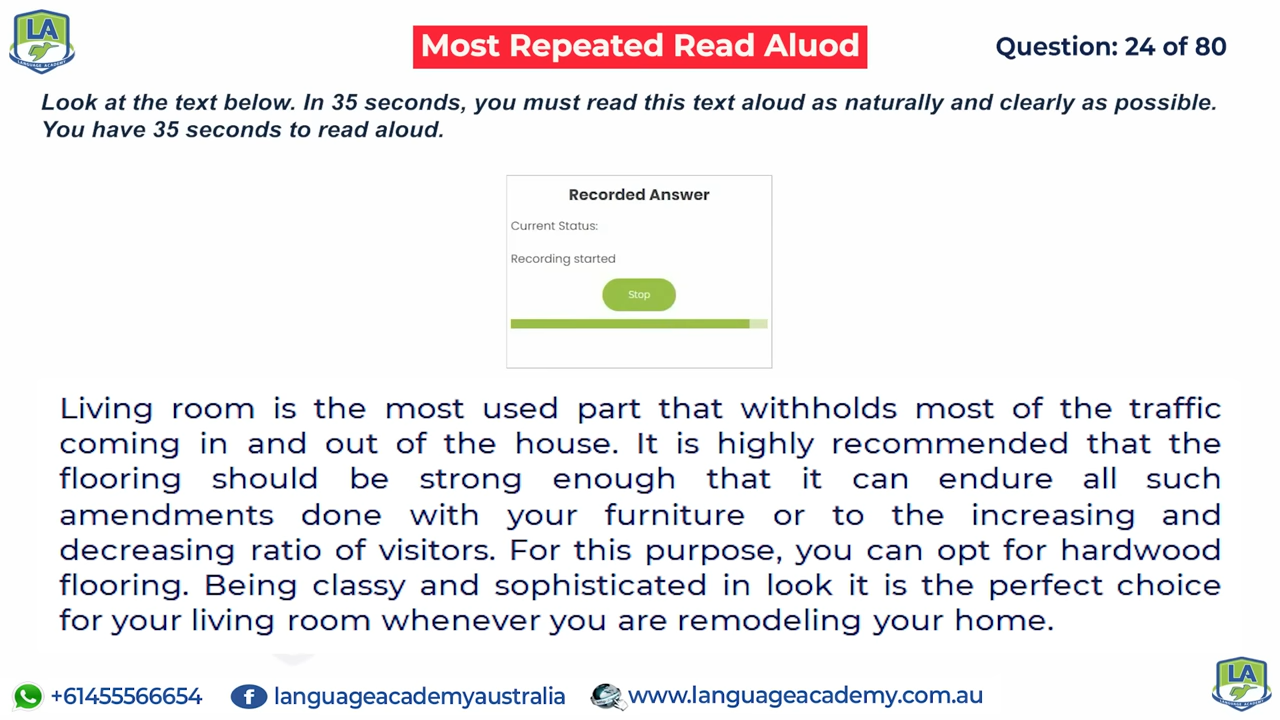 LA
LANGUAGE ACADEMY
Most Repeated Read Aluod
Question: 24 of 80
Look at the text below. In 35 seconds, you must read this text aloud as naturally and clearly as possible.
You have 35 seconds to read aloud.
Recorded Answer
Current Status:
Recording started
Stop
Living room is the most used part that withholds most of the traffic
coming in and out of the house. It is highly recommended that the
flooring should be strong enough that it can endure all such
amendments done with your furniture or to the increasing and
decreasing ratio of visitors. For this purpose, you can opt for hardwood
flooring. Being classy and sophisticated in look it is the perfect choice
for your living room whenever you are remodeling your home.
+61455566654
languageacademyaustralia
www.languageacademy.com.au
LA
LANGUAGE ACADEMY